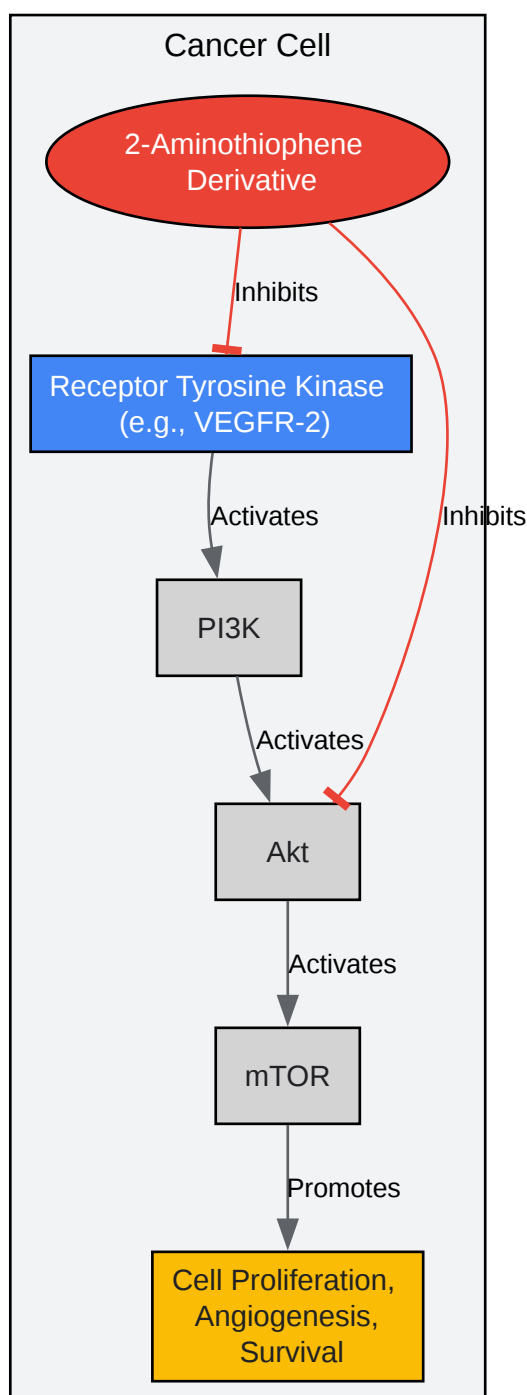 Cancer Cell
2-Aminothiophene
Derivative
Inhibits
Receptor Tyrosine Kinase
(e.g., VEGFR-2)
Activates
Inhibits
PI3K
Activates
Akt
Activates
mTOR
Promotes
Cell Proliferation,
Angiogenesis,
Survival